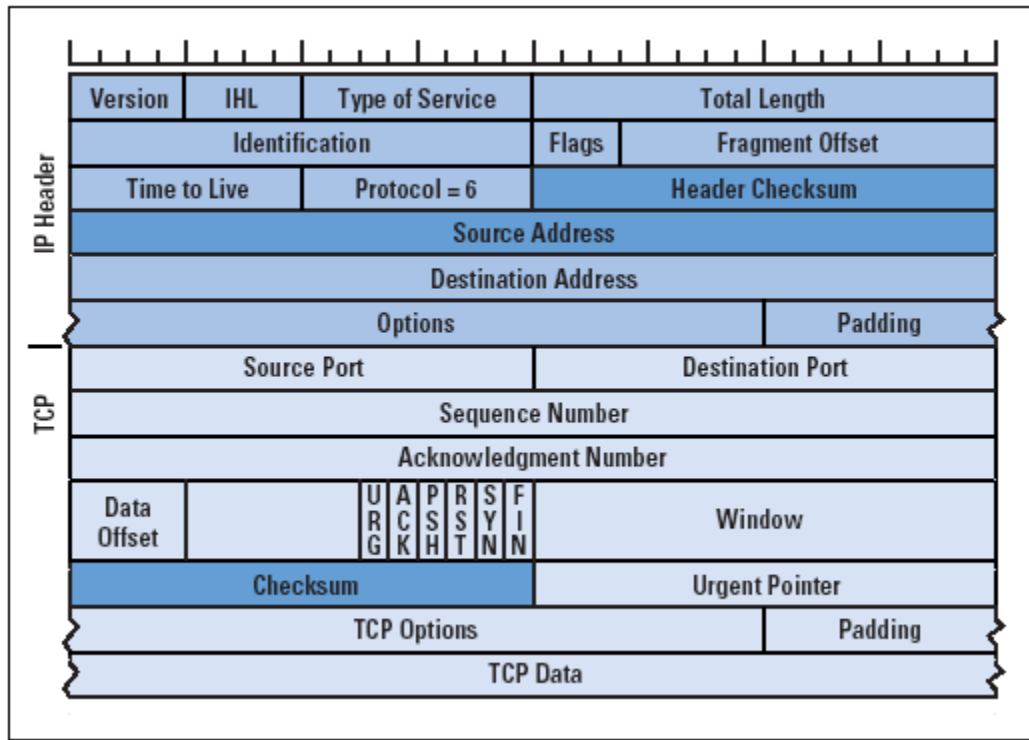 IP Header
Version IHL Type of Service Total Length
Identification Flags Fragment Offset
Time to Live Protocol = 6 Header Checksum
Source Address
Destination Address
Options Padding
TCP
Source Port Destination Port
Sequence Number
Acknowledgment Number
Data Offset URG ACK PSH RST SYN FIN Window
Checksum Urgent Pointer
TCP Options Padding
TCP Data